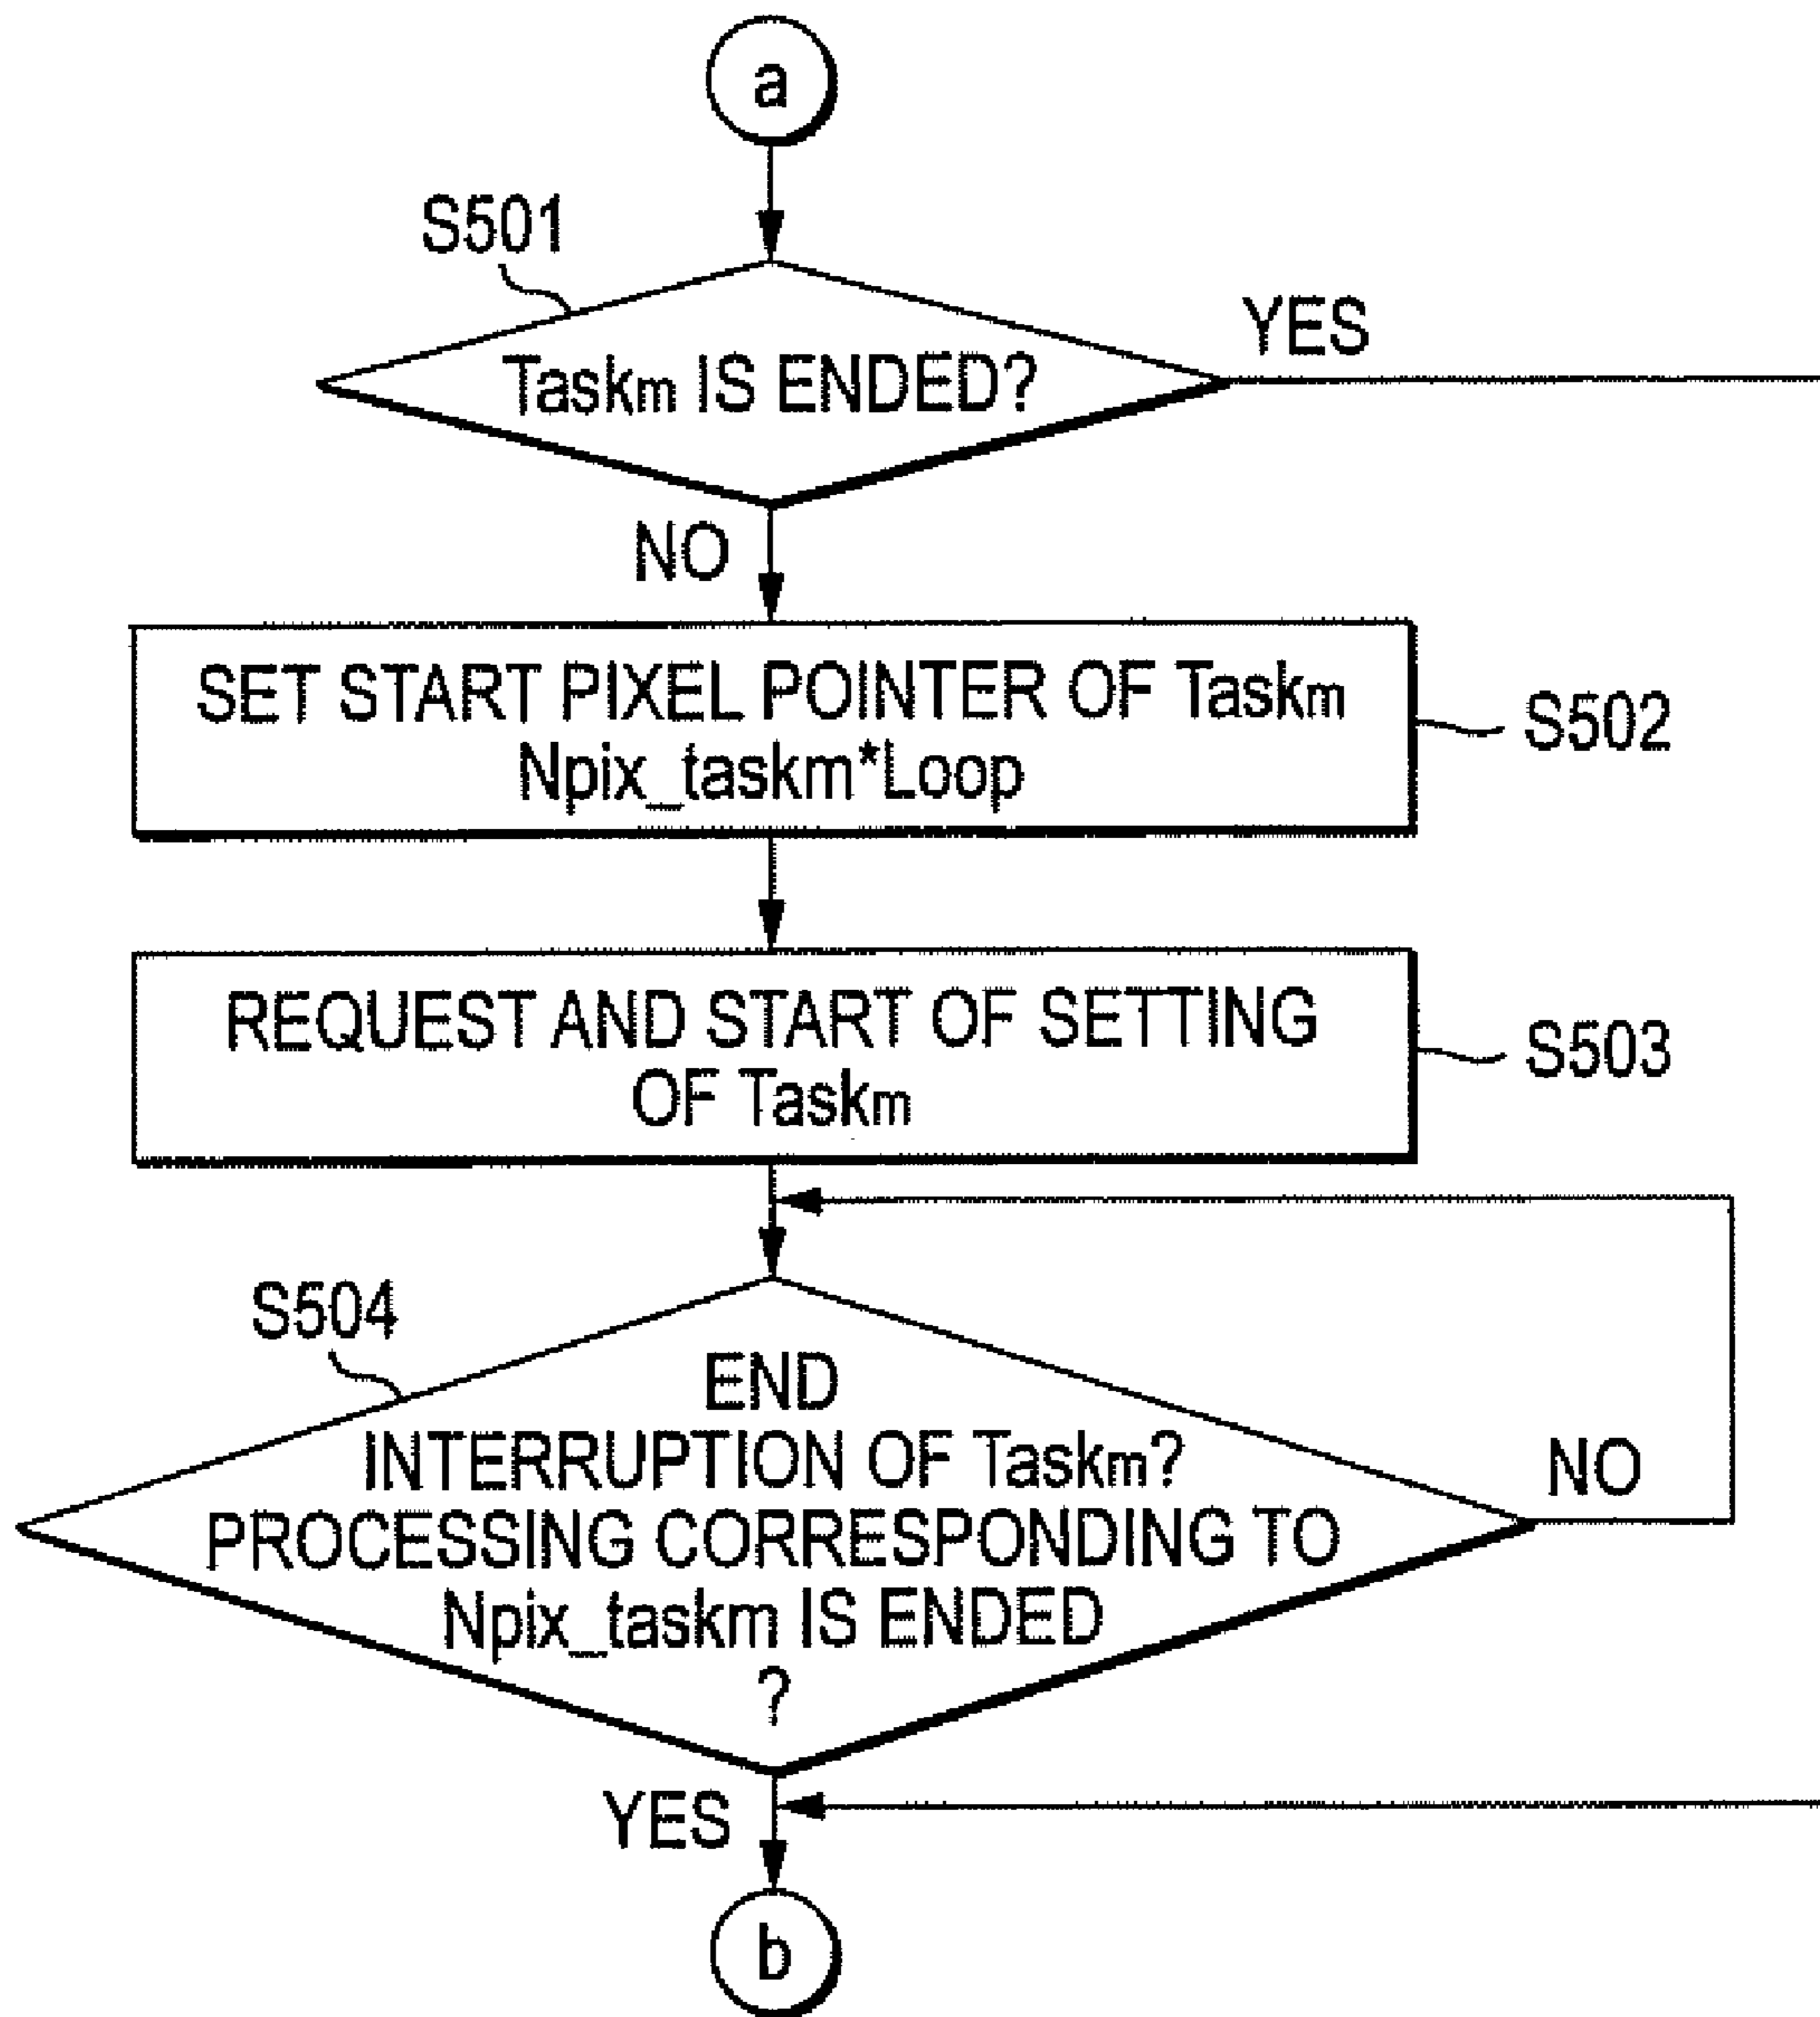 a
S501
YES
Taskm IS ENDED?
NO
SET START PIXEL POINTER OF Taskm
Npix_taskm*Loop
S502
REQUEST AND START OF SETTING
OF Taskm
S503
S504
END
INTERRUPTION OF Taskm?
PROCESSING CORRESPONDING TO
Npix_taskm IS ENDED
?
NO
YES
b